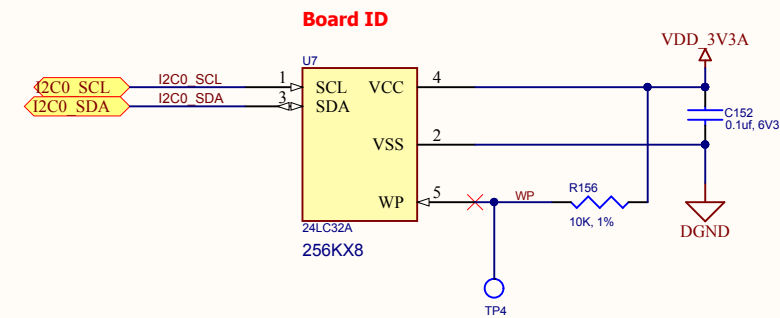 Board ID
U7
VDD_3V3A
I2C0_SCL
I2C0_SCL
1
SCL
VCC
4
I2C0_SDA
I2C0_SDA
3
SDA
C152
0.1uf, 6V3
VSS
2
WP
5
WP
R156
10K, 1%
DGND
24LC32A
256KX8
TP4